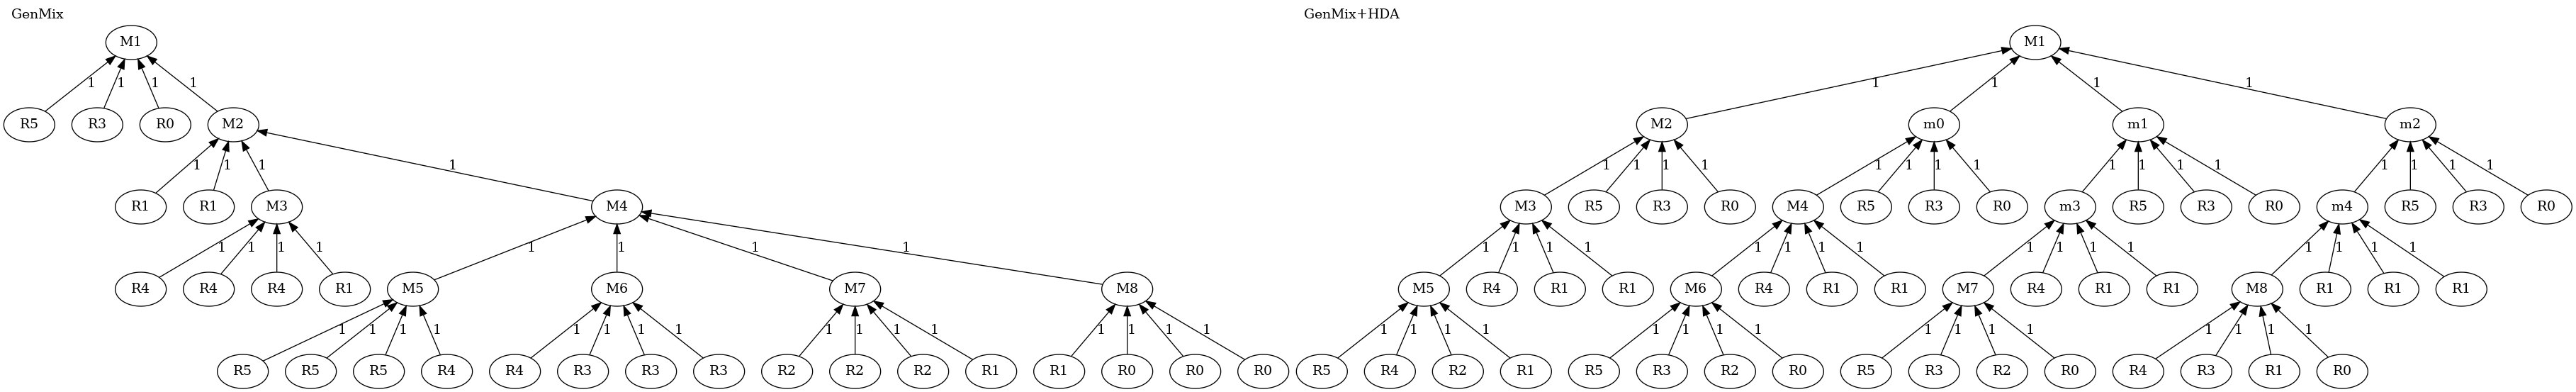 GenMix GenMix+HDA
M1 M1
1 1 1 1 1 1 1 1
R5 R3 R0 M2 M2 m0 m1 m2
1 1 1 1 1 1 1 1 1 1 1 1 1 1 1 1 1 1 1 1
R1 R1 M3 M4 M3 R5 R3 R0 M4 R5 R3 R0 m3 R5 R3 R0 m4 R5 R3 R0
1 1 1 1 1 1 1 1 1 1 1 1 1 1 1 1 1 1 1 1 1 1 1 1
R4 R4 R4 R1 M5 M6 M7 M8 M5 R4 R1 R1 M6 R4 R1 R1 M7 R4 R1 R1 M8 R1 R1 R1
1 1 1 1 1 1 1 1 1 1 1 1 1 1 1 1 1 1 1 1 1 1 1 1 1 1 1 1 1 1 1 1
R5 R5 R5 R4 R4 R3 R3 R3 R2 R2 R2 R1 R1 R0 R0 R0 R5 R4 R2 R1 R5 R3 R2 R0 R5 R3 R2 R0 R4 R3 R1 R0